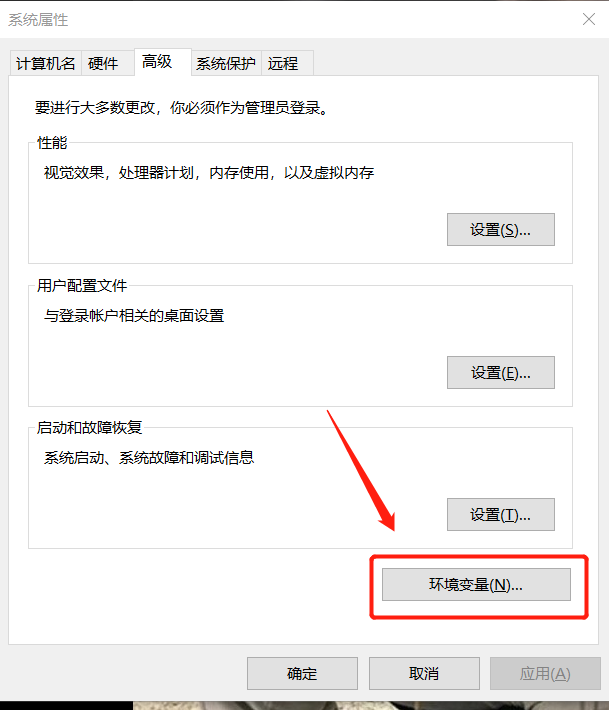 系统属性
计算机名 硬件 高级 系统保护 远程
要进行大多数更改，你必须作为管理员登录。
性能
视觉效果，处理器计划，内存使用，以及虚拟内存
设置(S)...
用户配置文件
与登录帐户相关的桌面设置
设置(E)...
启动和故障恢复
系统启动、系统故障和调试信息
设置(T)...
环境变量(N)...
确定 取消 应用(A)